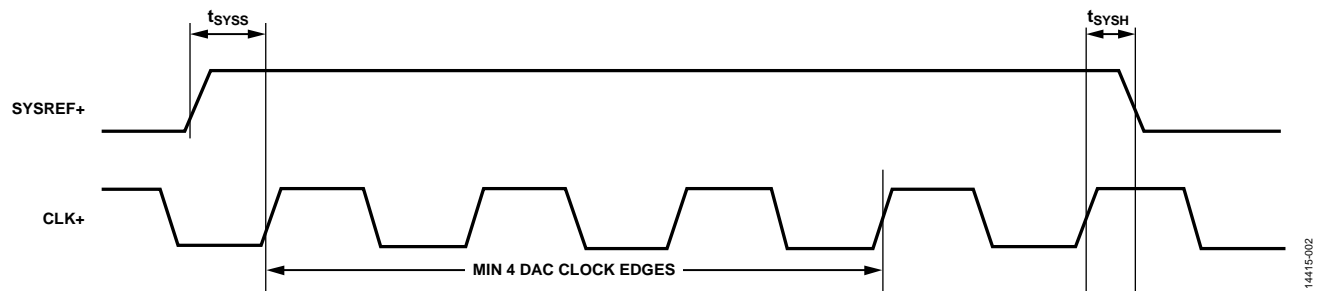 tSYSS
tSYSH
SYSREF+
CLK+
MIN 4 DAC CLOCK EDGES
14415-002